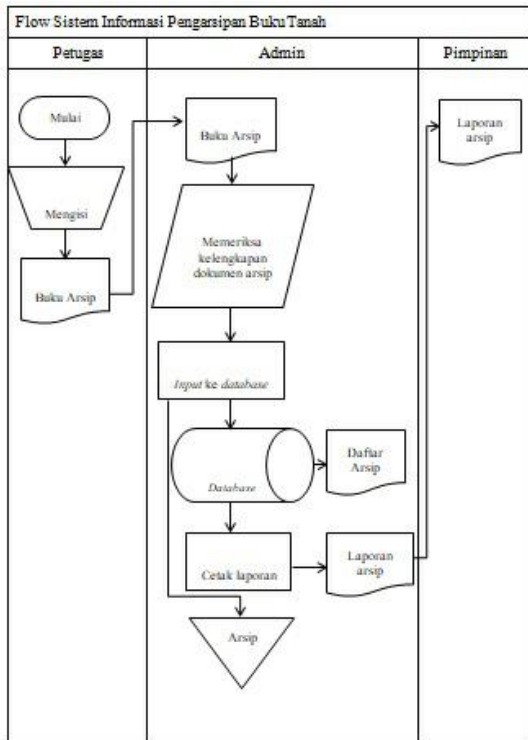 Flow Sistem Informasi Pengarsipan Buku Tanah
Petugas
Admin
Pimpinan
Mulai
Mengisi
Buku Arsip
Buku Arsip
Memeriksa
kelengkapan
dokumen arsip
Input ke database
Database
Daftar
Arsip
Cetak laporan
Laporan
arsip
Arsip
Laporan
arsip